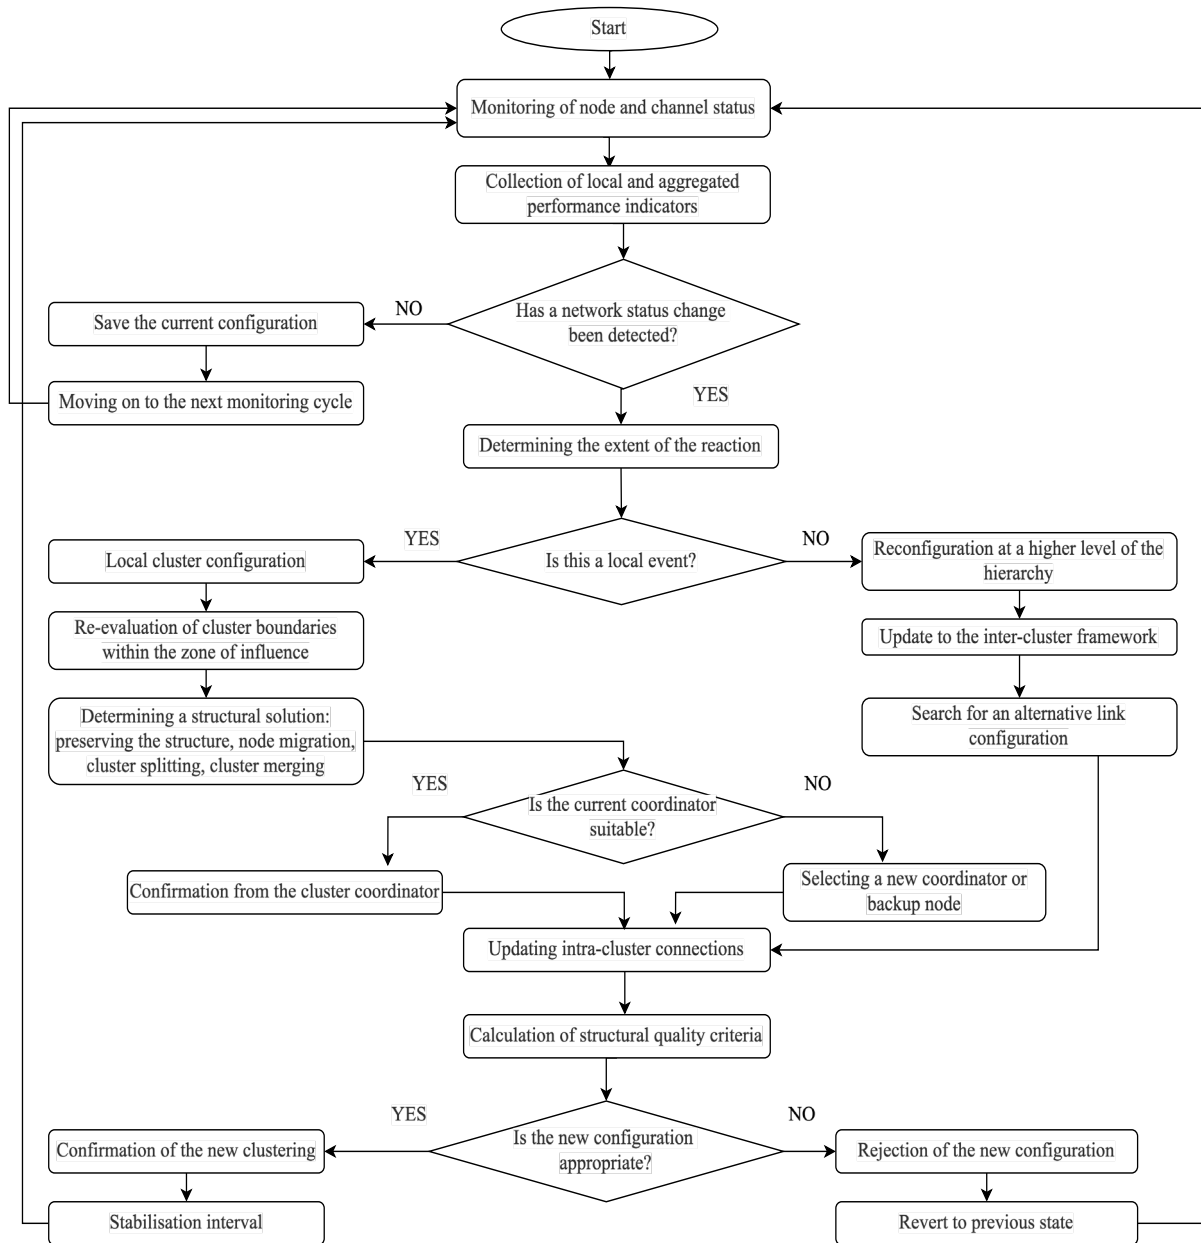 Start
Monitoring of node and channel status
Collection of local and aggregated
performance indicators
Has a network status change
been detected?
NO
Save the current configuration
Moving on to the next monitoring cycle
YES
Determining the extent of the reaction
Is this a local event?
YES
NO
Local cluster configuration
Reconfiguration at a higher level of the
hierarchy
Re-evaluation of cluster boundaries
within the zone of influence
Update to the inter-cluster framework
Determining a structural solution:
preserving the structure, node migration,
cluster splitting, cluster merging
Search for an alternative link
configuration
YES
NO
Is the current coordinator
suitable?
Confirmation from the cluster coordinator
Selecting a new coordinator or
backup node
Updating intra-cluster connections
Calculation of structural quality criteria
YES
NO
Is the new configuration
appropriate?
Confirmation of the new clustering
Rejection of the new configuration
Stabilisation interval
Revert to previous state